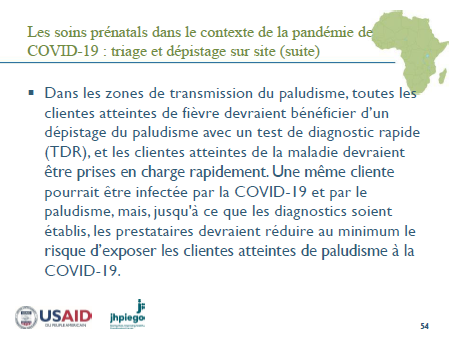 Les soins prénatals dans le contexte de la pandémie de
COVID-19 : triage et dépistage sur site (suite)
▪ Dans les zones de transmission du paludisme, toutes les
clientes atteintes de fièvre devraient bénéficier d’un
dépistage du paludisme avec un test de diagnostic rapide
(TDR), et les clientes atteintes de la maladie devraient
être prises en charge rapidement. Une même cliente
pourrait être infectée par la COVID-19 et par le
paludisme, mais, jusqu'à ce que les diagnostics soient
établis, les prestataires devraient réduire au minimum le
risque d’exposer les clientes atteintes de paludisme à la
COVID-19.
USAID
jhpiego
54